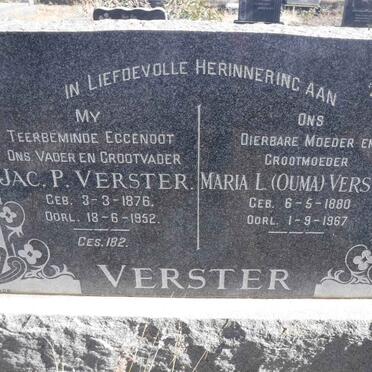 IN LIEFDEVOLLE HERINNERING AAN
MY
TEERBEMINDE EGGENOOT
ONS VADER EN GROOTVADER
JAC. P. VERSTER.
GEB. 3-3-1876.
OORL. 18-6-1952.
GES. 182.
ONS
DIERBARE MOEDER EN
GROOTMOEDER
MARIA L. (OUMA) VERS
GEB. 6-5-1880
OORL. 1-9-1967
VERSTER